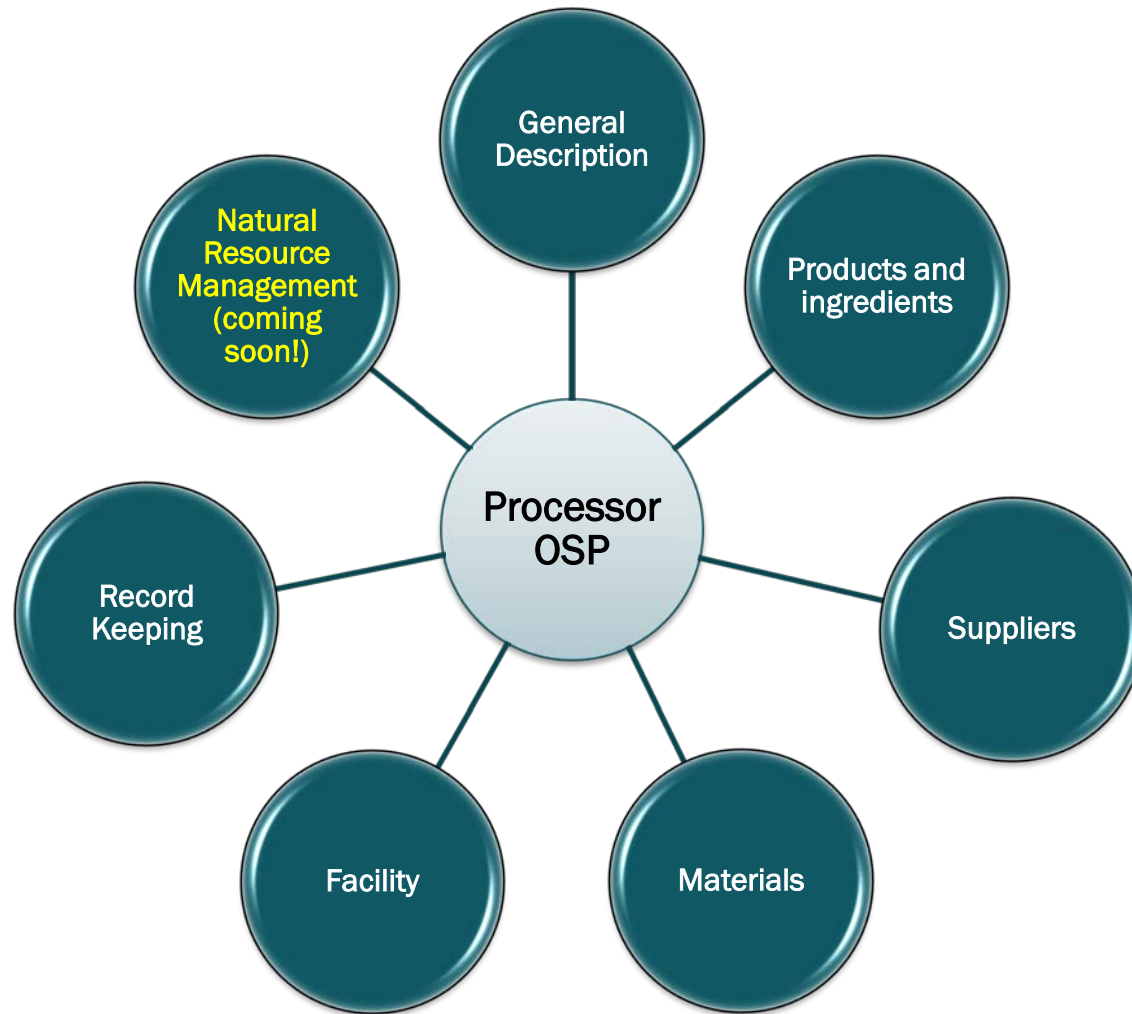 General
Description
Products and
ingredients
Suppliers
Materials
Facility
Record
Keeping
Natural
Resource
Management
(coming
soon!)
Processor
OSP